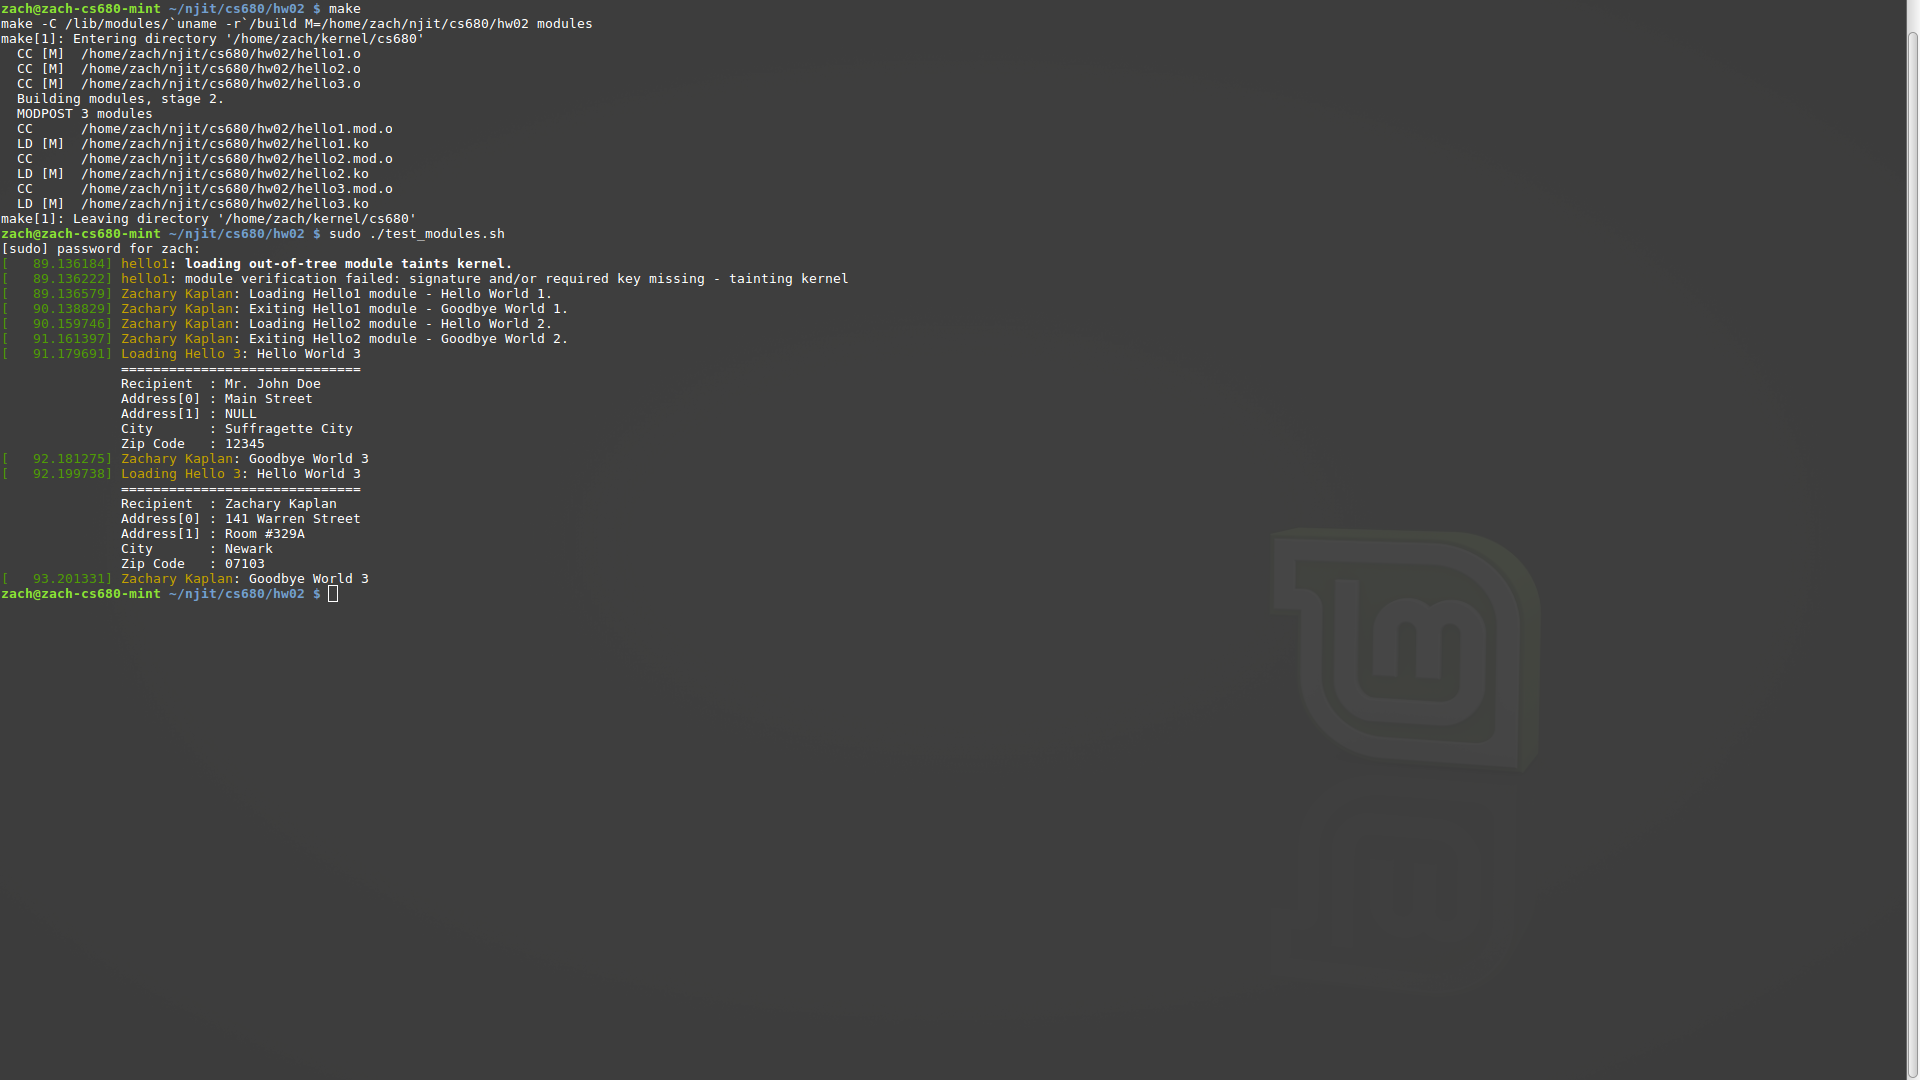 zach@zach-cs680-mint ~/njit/cs680/hw02 $ make
make -C /lib/modules/`uname -r`/build M=/home/zach/njit/cs680/hw02 modules
make[1]: Entering directory '/home/zach/kernel/cs680'
  CC [M]  /home/zach/njit/cs680/hw02/hello1.o
  CC [M]  /home/zach/njit/cs680/hw02/hello2.o
  CC [M]  /home/zach/njit/cs680/hw02/hello3.o
  Building modules, stage 2.
  MODPOST 3 modules
  CC      /home/zach/njit/cs680/hw02/hello1.mod.o
  LD [M]  /home/zach/njit/cs680/hw02/hello1.ko
  CC      /home/zach/njit/cs680/hw02/hello2.mod.o
  LD [M]  /home/zach/njit/cs680/hw02/hello2.ko
  CC      /home/zach/njit/cs680/hw02/hello3.mod.o
  LD [M]  /home/zach/njit/cs680/hw02/hello3.ko
make[1]: Leaving directory '/home/zach/kernel/cs680'
zach@zach-cs680-mint ~/njit/cs680/hw02 $ sudo ./test_modules.sh
[sudo] password for zach:
[   89.136184] hello1: loading out-of-tree module taints kernel.
[   89.136222] hello1: module verification failed: signature and/or required key missing - tainting kernel
[   89.136579] Zachary Kaplan: Loading Hello1 module - Hello World 1.
[   90.138829] Zachary Kaplan: Exiting Hello1 module - Goodbye World 1.
[   90.159746] Zachary Kaplan: Loading Hello2 module - Hello World 2.
[   91.161397] Zachary Kaplan: Exiting Hello2 module - Goodbye World 2.
[   91.179691] Loading Hello 3: Hello World 3
               ==============================
               Recipient  : Mr. John Doe
               Address[0] : Main Street
               Address[1] : NULL
               City       : Suffragette City
               Zip Code   : 12345
[   92.181275] Zachary Kaplan: Goodbye World 3
[   92.199738] Loading Hello 3: Hello World 3
               ==============================
               Recipient  : Zachary Kaplan
               Address[0] : 141 Warren Street
               Address[1] : Room #329A
               City       : Newark
               Zip Code   : 07103
[   93.201331] Zachary Kaplan: Goodbye World 3
zach@zach-cs680-mint ~/njit/cs680/hw02 $